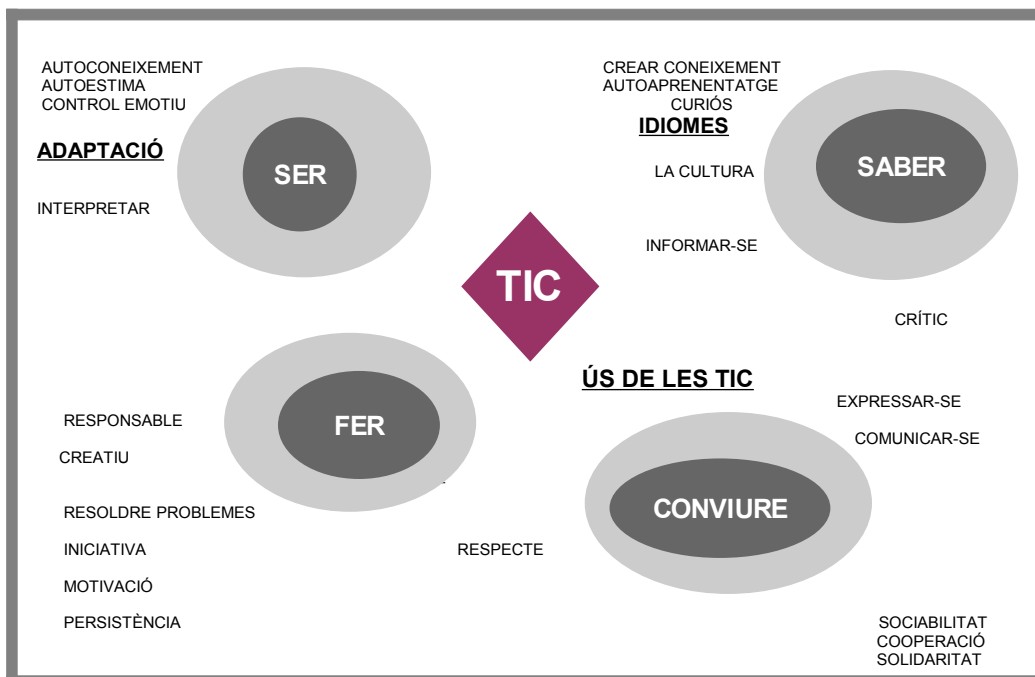 AUTOCONEIXEMENT
AUTOESTIMA
CONTROL EMOTIU
ADAPTACIÓ
INTERPRETAR
SER
CREAR CONEIXEMENT
AUTOAPRENENTATGE
CURIÓS
IDIOMES
LA CULTURA
INFORMAR-SE
SABER
CRÍTIC
TIC
FER
RESPONSABLE
CREATIU
RESOLDRE PROBLEMES
INICIATIVA
MOTIVACIÓ
PERSISTÈNCIA
ÚS DE LES TIC
EXPRESSAR-SE
COMUNICAR-SE
CONVIURE
RESPECTE
SOCIABILITAT
COOPERACIÓ
SOLIDARITAT